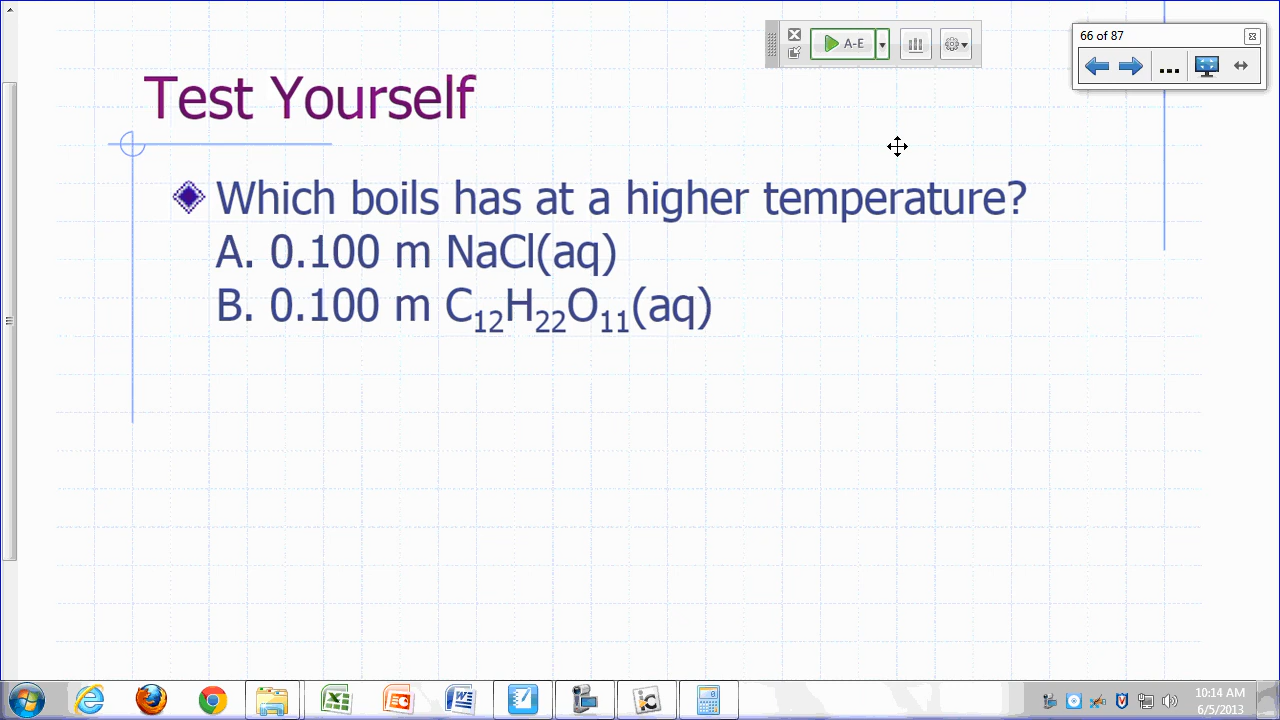 A-E
66 of 87
...
Test Yourself
Which boils has at a higher temperature?
A. 0.100 m NaCl(aq)
B. 0.100 m C₁₂H₂₂O₁₁(aq)
10:14 AM
6/5/2013